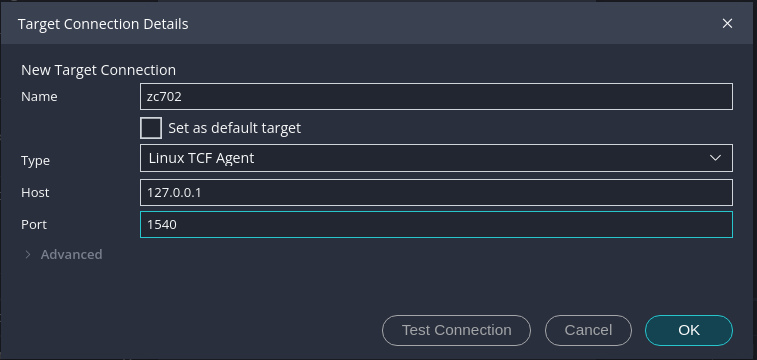 Target Connection Details
New Target Connection
Name zc702
Set as default target
Type Linux TCF Agent
Host 127.0.0.1
Port 1540
Advanced
Test Connection Cancel OK